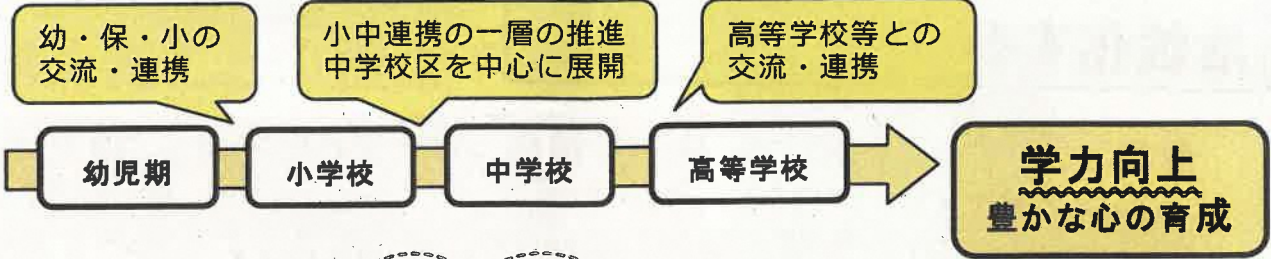 幼・保・小の
交流・連携
小中連携の一層の推進
中学校区を中心に展開
高等学校等との
交流・連携
幼児期
小学校
中学校
高等学校
学力向上
豊かな心の育成